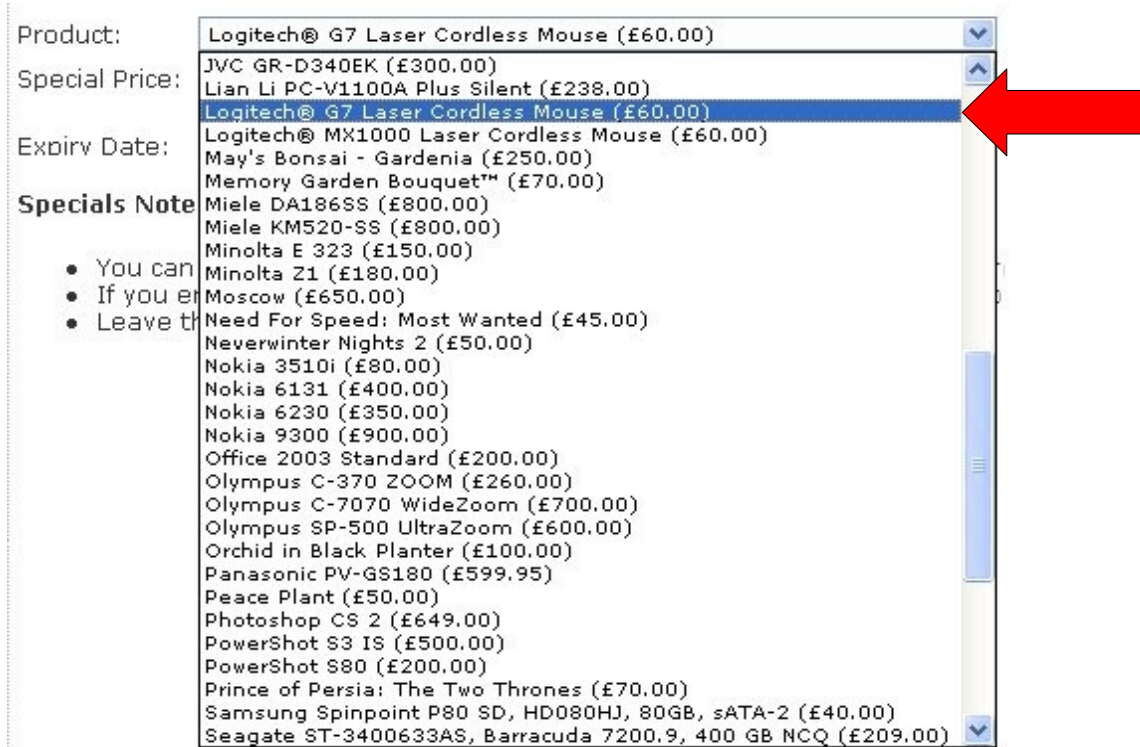 Product:
Logitech® G7 Laser Cordless Mouse (£60.00)
Special Price:
JVC GR-D340EK (£300.00)
Lian Li PC-V1100A Plus Silent (£238.00)
Logitech® G7 Laser Cordless Mouse (£60.00)
Logitech® MX1000 Laser Cordless Mouse (£60.00)
Expiry Date:
May's Bonsai - Gardenia (£250.00)
Memory Garden Bouquet™ (£70.00)
Specials Note
Miele DA186SS (£800.00)
Miele KM520-SS (£800.00)
Minolta E 323 (£150.00)
• You can
Minolta Z1 (£180.00)
• If you
Moscow (£650.00)
• Leave
Need For Speed: Most Wanted (£45.00)
Neverwinter Nights 2 (£50.00)
Nokia 3510i (£80.00)
Nokia 6131 (£400.00)
Nokia 6230 (£350.00)
Nokia 9300 (£900.00)
Office 2003 Standard (£200.00)
Olympus C-370 ZOOM (£260.00)
Olympus C-7070 WideZoom (£700.00)
Olympus SP-500 UltraZoom (£600.00)
Orchid in Black Planter (£100.00)
Panasonic PV-GS180 (£599.95)
Peace Plant (£50.00)
Photoshop CS 2 (£649.00)
PowerShot S3 IS (£500.00)
PowerShot S80 (£200.00)
Prince of Persia: The Two Thrones (£70.00)
Samsung Spinpoint P80 SD, HD080HJ, 80GB, sATA-2 (£40.00)
Seagate ST-3400633AS, Barracuda 7200.9, 400 GB NCQ (£209.00)